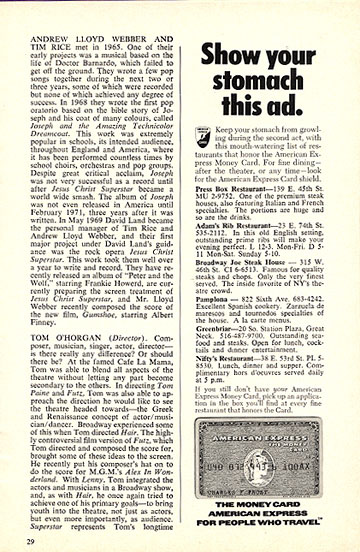 ANDREW LLOYD WEBBER AND
TIM RICE met in 1965. One of their
early projects was a musical based on the
life of Doctor Barnardo, which failed to
get off the ground. They wrote a few pop
songs together during the next two or
three years, some of which were recorded
but none of which achieved any degree of
success. In 1968 they wrote the first pop
oratorio based on the bible story of Jo-
seph and his coat of many colours, called
Joseph and the Amazing Technicolor
Dreamcoat. This work was extremely
popular in schools, its intended audience,
throughout England and America, where
it has been performed countless times by
school choirs, orchestras and pop groups.
Despite great critical acclaim, Joseph
was not very successful as a record until
after Jesus Christ Superstar became a
world wide smash. The album of Joseph
was not even released in America until
February 1971, three years after it was
written. In May 1969 David Land became
the personal manager of Tim Rice and
Andrew Lloyd Webber, and their first
major project under David Land's guid-
ance was the rock opera Jesus Christ
Superstar. This work took them well over
a year to write and record. They have re-
cently released an album of "Peter and the
Wolf," starring Frankie Howerd, are cur-
rently preparing the screen treatment of
Jesus Christ Superstar, and Mr. Lloyd
Webber recently composed the score of
the new film, Gumshoe, starring Albert
Finney.
TOM O'HORGAN (Director). Com-
poser, musician, singer, actor, director—
is there really any difference? Or should
there be? At the famed Cafe La Mama,
Tom was able to blend all aspects of the
theatre without letting any part become
secondary to the others. In directing Tom
Paine and Futz, Tom was also able to ap-
proach the direction he would like to see
the theatre headed towards—the Greek
and Renaissance concept of actor/musi-
cian/dancer. Broadway experienced some
of this when Tom directed Hair. The high-
ly controversial film version of Futz, which
Tom directed and composed the score for,
brought some of these ideas to the screen.
He recently put his composer's hat on to
do the score for M.G.M.'s Alex In Won-
derland. With Lenny, Tom integrated the
actors and musicians in a Broadway show,
and, as with Hair, he once again tried to
achieve one of his primary goals—to bring
youth into the theatre, not just as actors,
but even more importantly, as audience.
Superstar represents Tom's longtime
29
Show your
stomach
this ad.
Keep your stomach from growl-
ing during the second act, with
this mouth-watering list of res-
taurants that honor the American Ex-
press Money Card. For fine dining—
after the theater, or any time—look
for the American Express Card shield.
Press Box Restaurant—139 E. 45th St.
MU 2-9752. One of the premium steak
houses, also featuring Italian and French
specialties. The portions are huge and
so are the drinks.
Adam's Rib Restaurant—23 E. 74th St.
535-2112. In this old English setting,
outstanding prime ribs will make your
evening perfect. L 12-3. Mon-Fri. D 5-
11 Mon-Sat. Sunday 5-10.
Broadway Joe Steak House — 315 W.
46th St. CI 6-6513. Famous for quality
steaks and chops. Only the very finest
served. The inside favorite of NY's thea-
tre crowd.
Pamplona — 822 Sixth Ave. 683-4242.
Excellent Spanish cookery. Zarzuela de
mariscos and tournedos specialties of
the house. A la carte menus.
Greenbriar—20 So. Station Plaza, Great
Neck. 516-487-9700. Outstanding sea-
food and steaks. Open for lunch, cock-
tails and dinner entertainment.
Nifty's Restaurant—38 E. 53rd St. PL 5-
8530. Lunch, dinner and supper. Com-
plimentary hors d'oeuvres served daily
at 5 p.m.
If you still don't have your American
Express Money Card, pick up an applica-
tion in the box you'll find at every fine
restaurant that honors the Card.
AMERICAN EXPRESS
THE MONEY
CARD
CHARLES F FROST
THE MONEY CARD
AMERICAN EXPRESS
FOR PEOPLE WHO TRAVEL™